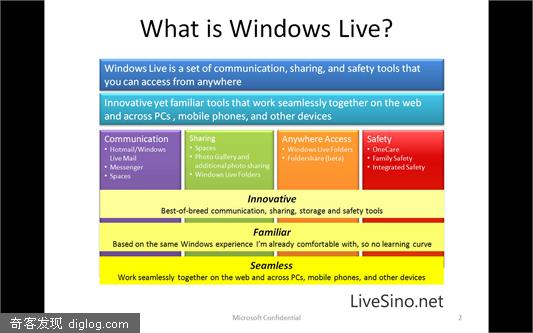 What is Windows Live?
Windows Live is a set of communication, sharing, and safety tools that
you can access from anywhere
Innovative yet familiar tools that work seamlessly together on the web
and across PCs , mobile phones, and other devices
Communication
• Hotmail/Windows
Live Mail
• Messenger
• Spaces
Sharing
• Spaces
• Photo Gallery and
additional photo sharing
• Windows Live Folders
Anywhere Access
• Windows Live Folders
• Foldershare (beta)
Safety
• OneCare
• Family Safety
• Integrated Safety
Innovative
Best-of-breed communication, sharing, storage and safety tools
Familiar
Based on the same Windows experience I'm already comfortable with, so no learning curve
Seamless
Work seamlessly together on the web and across PCs, mobile phones, and other devices
LiveSino.net
Microsoft Confidential
2
奇客发现 diglog.com